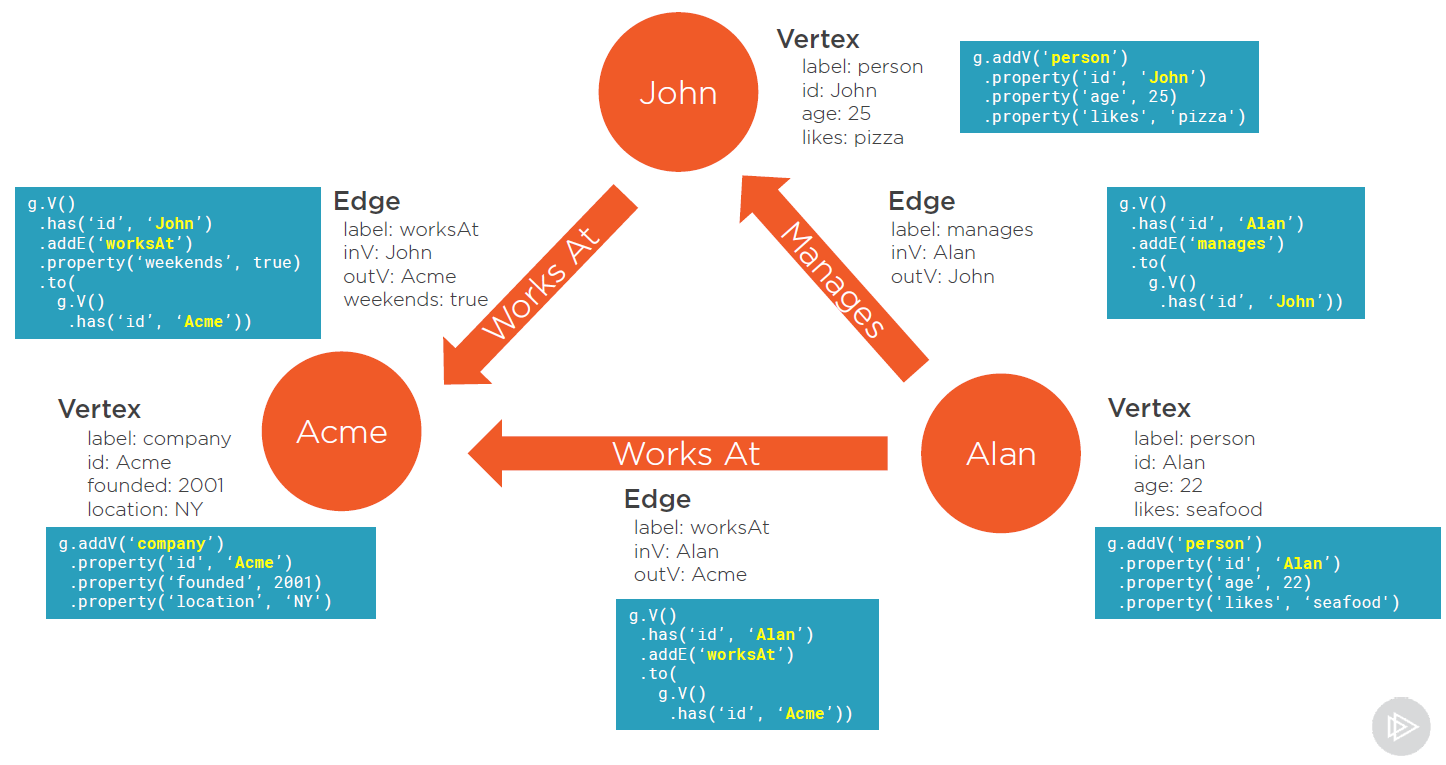 John
Vertex
label: person
id: John
age: 25
likes: pizza
g.addV(‘person’)
.property('id', ‘John’)
.property('age', 25)
.property('likes', 'pizza')
g.V()
.has(‘id’, ‘John’)
.addE(‘worksAt’)
.property(‘weekends’, true)
.to(
g.V()
.has(‘id’, ‘Acme’))
Edge
label: worksAt
inV: John
outV: Acme
weekends: true
Works At
Manages
Edge
label: manages
inV: Alan
outV: John
g.V()
.has(‘id’, ‘Alan’)
.addE(‘manages’)
.to(
g.V()
.has(‘id’, ‘John’))
Vertex
label: company
id: Acme
founded: 2001
location: NY
Acme
g.addV(‘company’)
.property('id', ‘Acme’)
.property(‘founded’, 2001)
.property(‘location’, ‘NY')
Works At
Edge
label: worksAt
inV: Alan
outV: Acme
g.V()
.has(‘id’, ‘Alan’)
.addE(‘worksAt’)
.to(
g.V()
.has(‘id’, ‘Acme’))
Alan
Vertex
label: person
id: Alan
age: 22
likes: seafood
g.addV(‘person’)
.property('id', ‘Alan’)
.property('age’, 22)
.property('likes', ‘seafood')